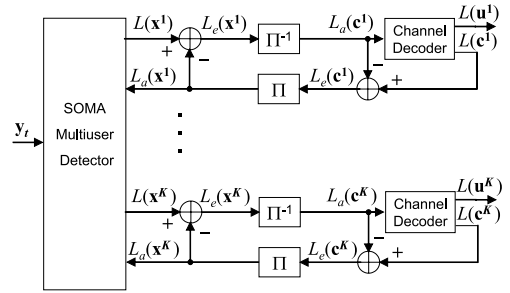 L(x¹) Lₑ(x¹) Π⁻¹ Lₐ(c¹) Channel Decoder L(u¹)
L(c¹)
+ − − +
Lₐ(x¹) Π Lₑ(c¹)
SOMA
Multiuser
Detector
yₜ
L(xᴷ) Lₑ(xᴷ) Π⁻¹ Lₐ(cᴷ) Channel Decoder L(uᴷ)
L(cᴷ)
+ − − +
Lₐ(xᴷ) Π Lₑ(cᴷ)